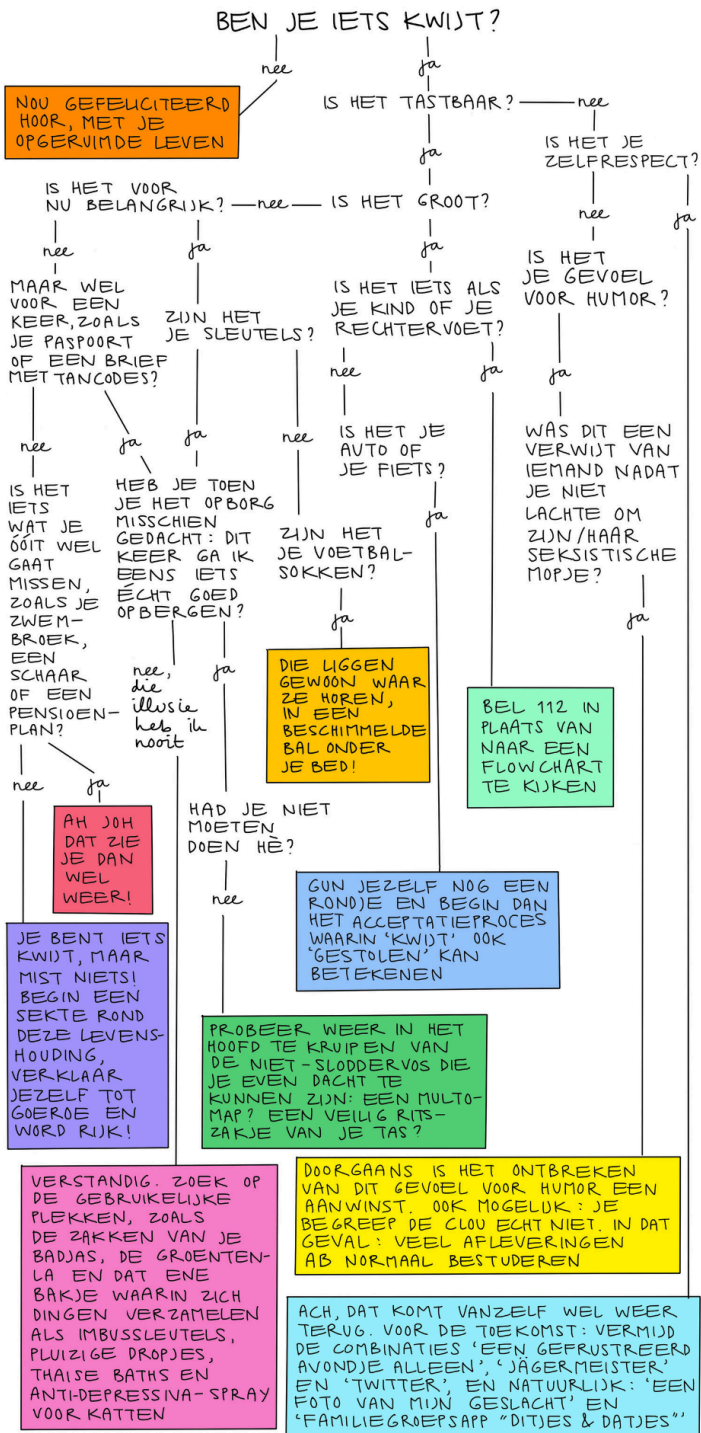 BEN JE IETS KWIJT?
nee
ja
NOU GEFELICITEERD
HOOR, MET JE
OPGERUIMDE LEVEN
IS HET TASTBAAR?
nee
ja
IS HET JE
ZELFRESPECT?
nee
ja
IS HET VOOR
NU BELANGRIJK?
nee
IS HET GROOT?
nee
ja
ja
IS HET
JE GEVOEL
VOOR HUMOR?
ja
MAAR WEL
VOOR EEN
KEER, ZOALS
JE PASPOORT
OF EEN BRIEF
MET TANCODES?
nee
ja
ZIJN HET
JE SLEUTELS?
ja
nee
IS HET IETS ALS
JE KIND OF JE
RECHTERVOET?
nee
ja
IS HET JE
AUTO OF
JE FIETS?
ja
WAS DIT EEN
VERWIJT VAN
IEMAND NADAT
JE NIET
LACHTE OM
ZIJN/HAAR
SEKSISTISCHE
MOPJE?
ja
IS HET
IETS
WAT JE
ÓÓIT WEL
GAAT
MISSEN,
ZOALS JE
ZWEM-
BROEK,
EEN
SCHAAR
OF EEN
PENSIOEN-
PLAN?
nee
ja
HEB JE TOEN
JE HET OPBORG
MISSCHIEN
GEDACHT: DIT
KEER GA IK
EENS IETS
ÉCHT GOED
OPBERGEN?
nee,
die
illusie
heb ik
nooit
ja
ZIJN HET
JE VOETBAL-
SOKKEN?
ja
DIE LIGGEN
GEWOON WAAR
ZE HOREN,
IN EEN
BESCHIMMELDE
BAL ONDER
JE BED!
BEL 112 IN
PLAATS VAN
NAAR EEN
FLOWCHART
TE KIJKEN
AH JOH
DAT ZIE
JE DAN
WEL
WEER!
HAD JE NIET
MOETEN
DOEN HÈ?
nee
GUN JEZELF NOG EEN
RONDJE EN BEGIN DAN
HET ACCEPTATIEPROCES
WAARIN 'KWIJT' OOK
'GESTOLEN' KAN
BETEKENEN
JE BENT IETS
KWIJT, MAAR
MIST NIETS!
BEGIN EEN
SEKTE ROND
DEZE LEVENS-
HOUDING,
VERKLAAR
JEZELF TOT
GOEROE EN
WORD RIJK!
PROBEER WEER IN HET
HOOFD TE KRUIPEN VAN
DE NIET-SLODDERVOS DIE
JE EVEN DACHT TE
KUNNEN ZIJN: EEN MULTO-
MAP? EEN VEILIG RITS-
ZAKJE VAN JE TAS?
VERSTANDIG. ZOEK OP
DE GEBRUIKELIJKE
PLEKKEN, ZOALS
DE ZAKKEN VAN JE
BADJAS, DE GROENTEN-
LA EN DAT ENE
BAKJE WAARIN ZICH
DINGEN VERZAMELEN
ALS IMBUSSLEUTELS,
PLUIZIGE DROPJES,
THAISE BATHS EN
ANTI-DEPRESSIVA-SPRAY
VOOR KATTEN
DOORGAANS IS HET ONTBREKEN
VAN DIT GEVOEL VOOR HUMOR EEN
AANWINST. OOK MOGELIJK: JE
BEGREEP DE CLOU ECHT NIET. IN DAT
GEVAL: VEEL AFLEVERINGEN
AB NORMAAL BESTUDEREN
ACH, DAT KOMT VANZELF WEL WEER
TERUG. VOOR DE TOEKOMST: VERMIJD
DE COMBINATIES 'EEN GEFRUSTREERD
AVONDJE ALLEEN', 'JÄGERMEISTER'
EN 'TWITTER', EN NATUURLIJK: 'EEN
FOTO VAN MIJN GESLACHT' EN
'FAMILIEGROEPSAPP "DITJES & DATJES"'